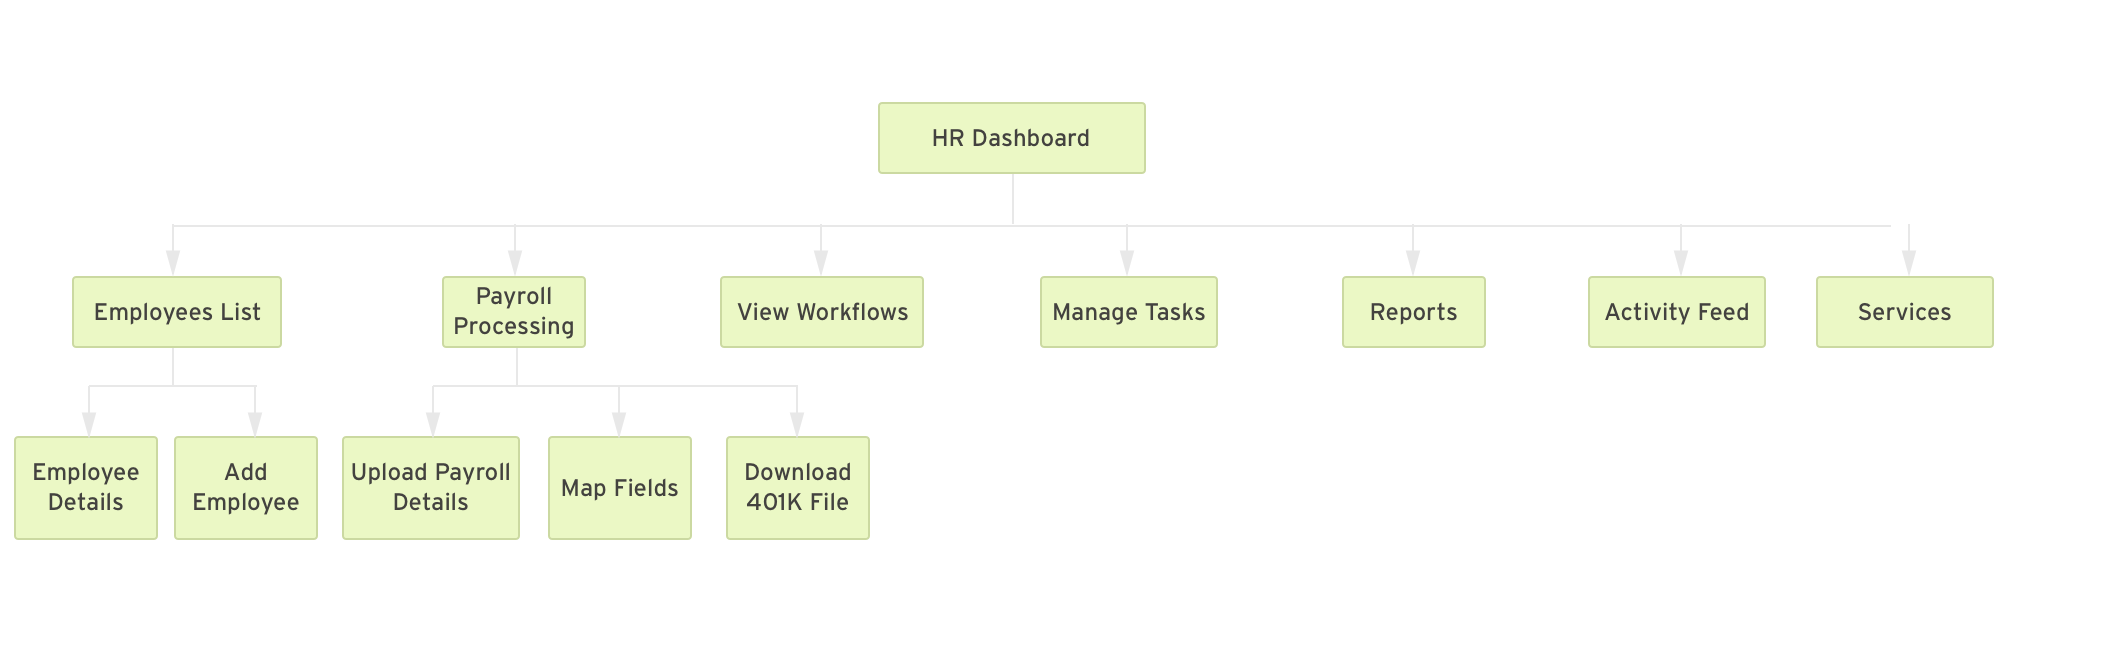 HR Dashboard
Employees List
Payroll
Processing
View Workflows
Manage Tasks
Reports
Activity Feed
Services
Employee
Details
Add
Employee
Upload Payroll
Details
Map Fields
Download
401K File